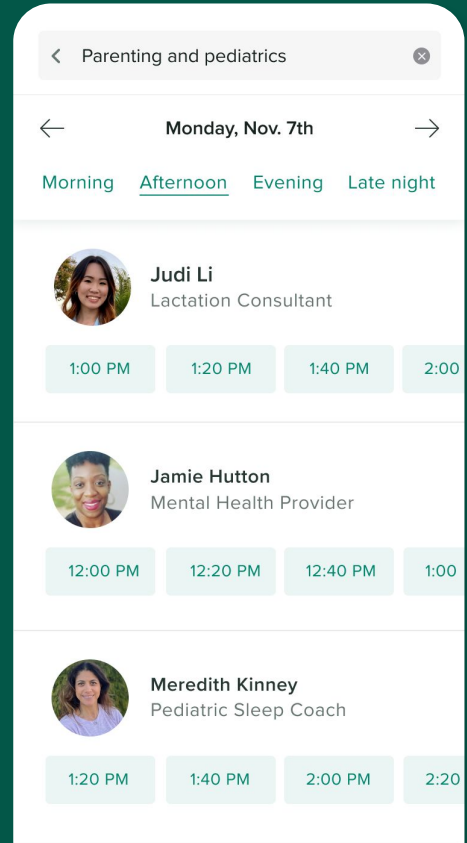 Parenting and pediatrics
Monday, Nov. 7th
Morning Afternoon Evening Late night
Judi Li
Lactation Consultant
1:00 PM 1:20 PM 1:40 PM 2:00
Jamie Hutton
Mental Health Provider
12:00 PM 12:20 PM 12:40 PM 1:00
Meredith Kinney
Pediatric Sleep Coach
1:20 PM 1:40 PM 2:00 PM 2:20